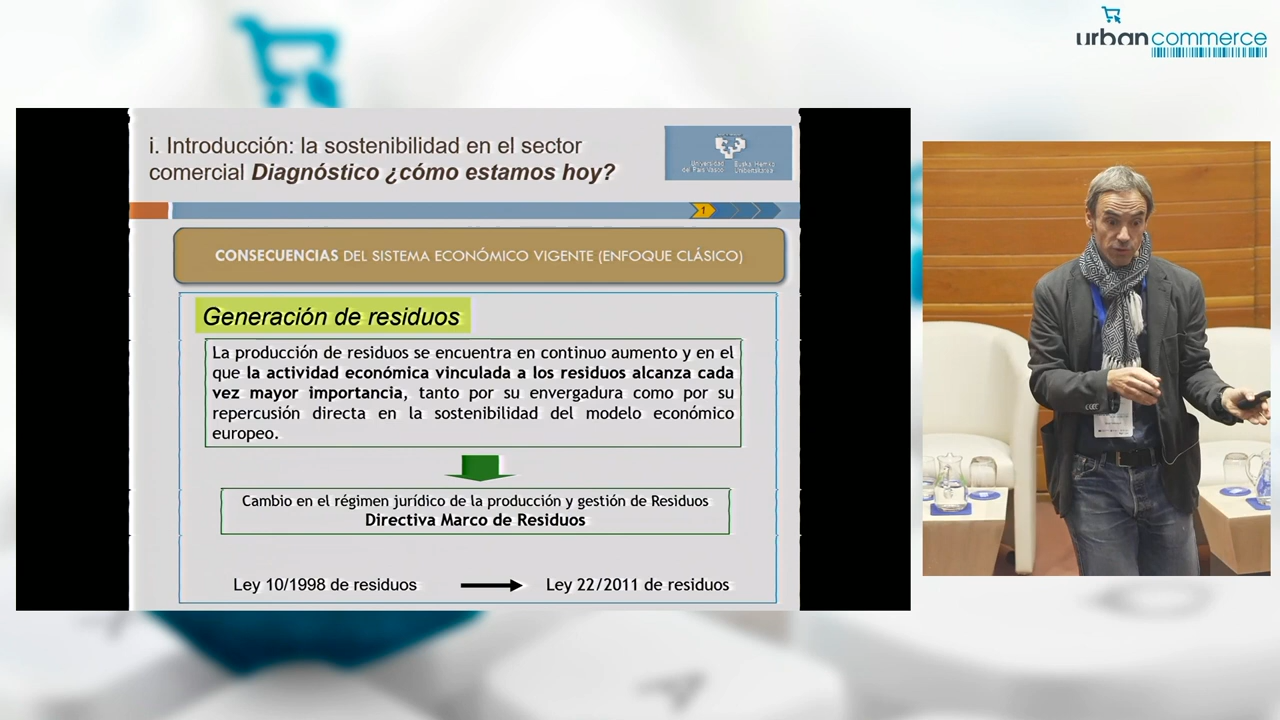 urbancommerce
i. Introducción: la sostenibilidad en el sector
comercial Diagnóstico ¿cómo estamos hoy?
Universidad Euskal Herriko
del País Vasco Unibertsitatea
1
CONSECUENCIAS DEL SISTEMA ECONÓMICO VIGENTE (ENFOQUE CLÁSICO)
Generación de residuos
La producción de residuos se encuentra en continuo aumento y en el
que la actividad económica vinculada a los residuos alcanza cada
vez mayor importancia, tanto por su envergadura como por su
repercusión directa en la sostenibilidad del modelo económico
europeo.
Cambio en el régimen jurídico de la producción y gestión de Residuos
Directiva Marco de Residuos
Ley 10/1998 de residuos
Ley 22/2011 de residuos